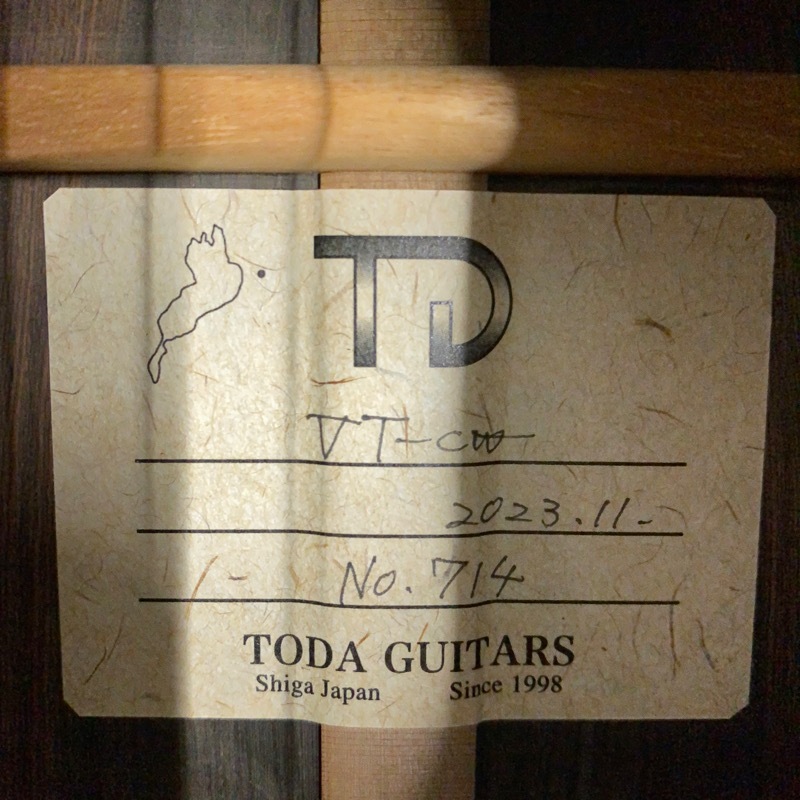 TD
VT-cw
2023.11-
No. 714
TODA GUITARS
Shiga Japan Since 1998